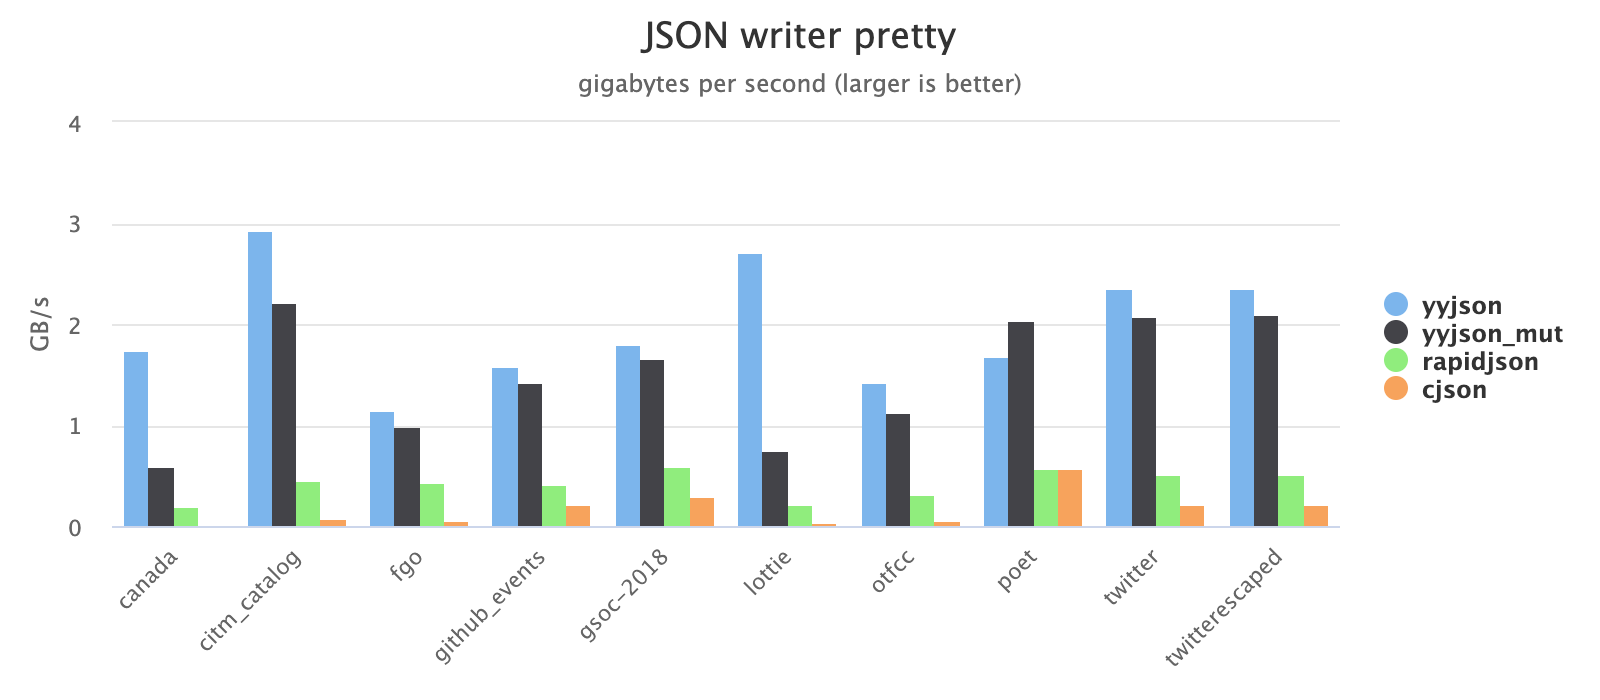 JSON writer pretty
gigabytes per second (larger is better)
4
3
2
1
0
GB/s
canada
citm_catalog
fgo
github_events
gsoc-2018
lottie
otfcc
poet
twitter
twitterescaped
yyjson
yyjson_mut
rapidjson
cjson